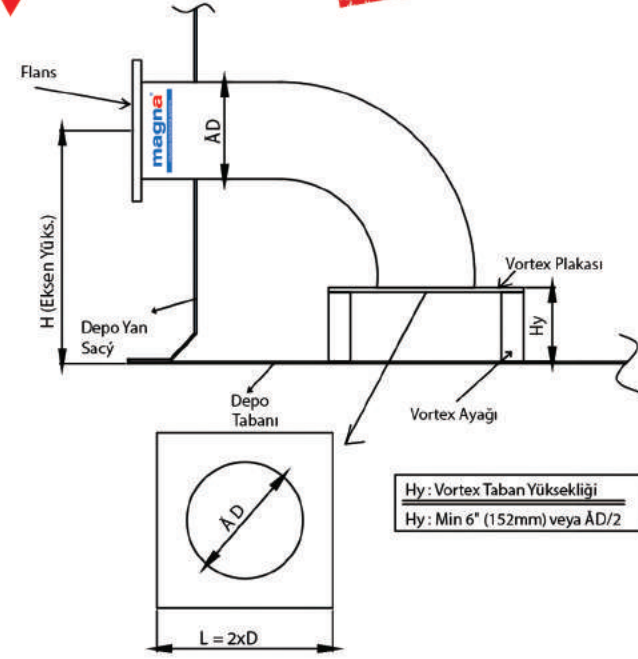 Flans
magna
ÅD
H (Eksen Yüks.)
Vortex Plakası
Depo Yan
Sacý
Hy
Depo
Tabanı
Vortex Ayağı
ÅD
Hy : Vortex Taban Yüksekliği
Hy : Min 6" (152mm) veya ÅD/2
L = 2xD